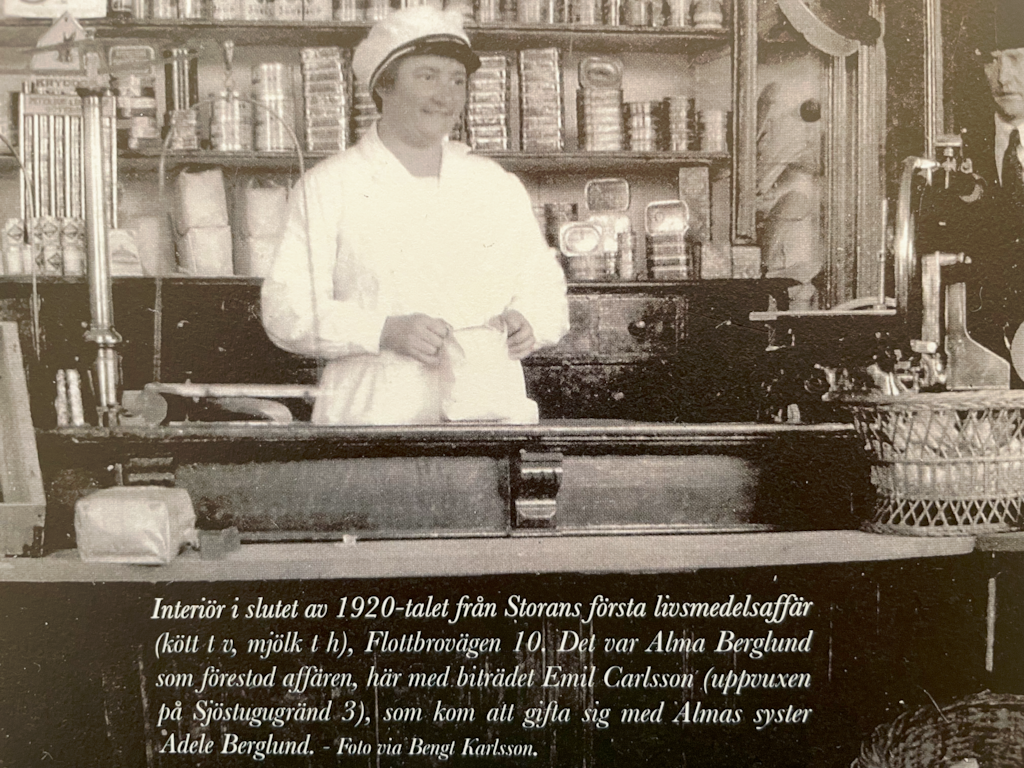 Interiör i slutet av 1920-talet från Storans första livsmedelsaffär
(kött t v, mjölk t h), Flottbrovägen 10. Det var Alma Berglund
som förestod affären, här med biträdet Emil Carlsson (uppvuxen
på Sjöstugugränd 3), som kom att gifta sig med Almas syster
Adele Berglund. - Foto via Bengt Karlsson.